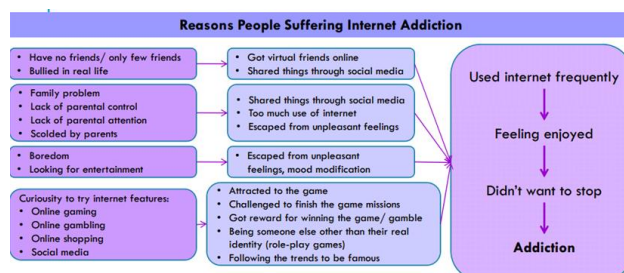 Reasons People Suffering Internet Addiction
• Have no friends/ only few friends
• Bullied in real life
• Got virtual friends online
• Shared things through social media
• Family problem
• Lack of parental control
• Lack of parental attention
• Scolded by parents
• Shared things through social media
• Too much use of internet
• Escaped from unpleasant feelings
• Boredom
• Looking for entertainment
• Escaped from unpleasant
feelings, mood modification
Curiosity to try internet features:
• Online gaming
• Online gambling
• Online shopping
• Social media
• Attracted to the game
• Challenged to finish the game missions
• Got reward for winning the game/ gamble
• Being someone else other than their real
identity (role-play games)
• Following the trends to be famous
Used internet frequently
Feeling enjoyed
Didn't want to stop
Addiction